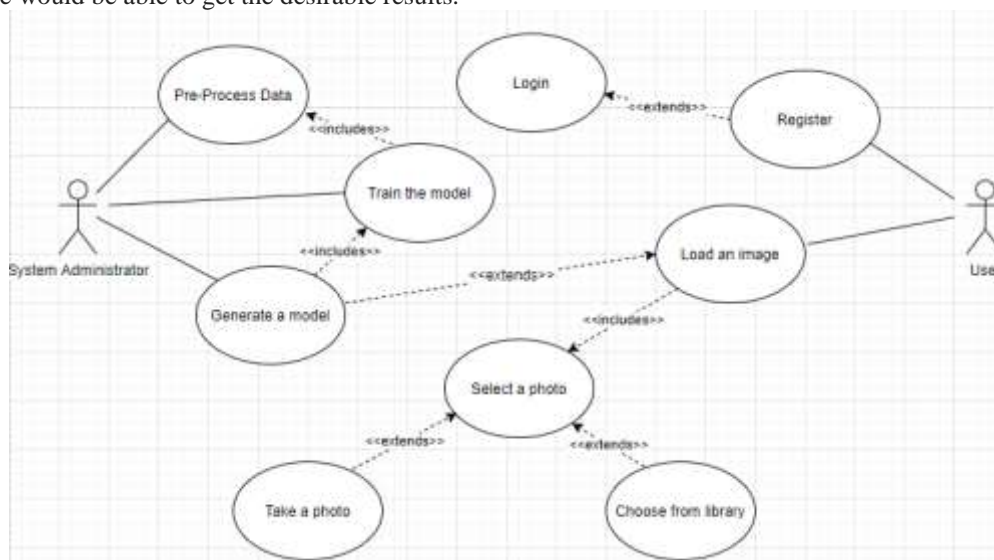 e would be able to get the desirable results.
Login
Pre-Process Data
<<extends>>
Register
<<includes>>
Train the model
<<includes>>
Load an image
System Administrator
<<extends>>
Use
Generate a model
<<includes>>
Select a photo
<<extends>>
<<extends>>
Take a photo
Choose from library